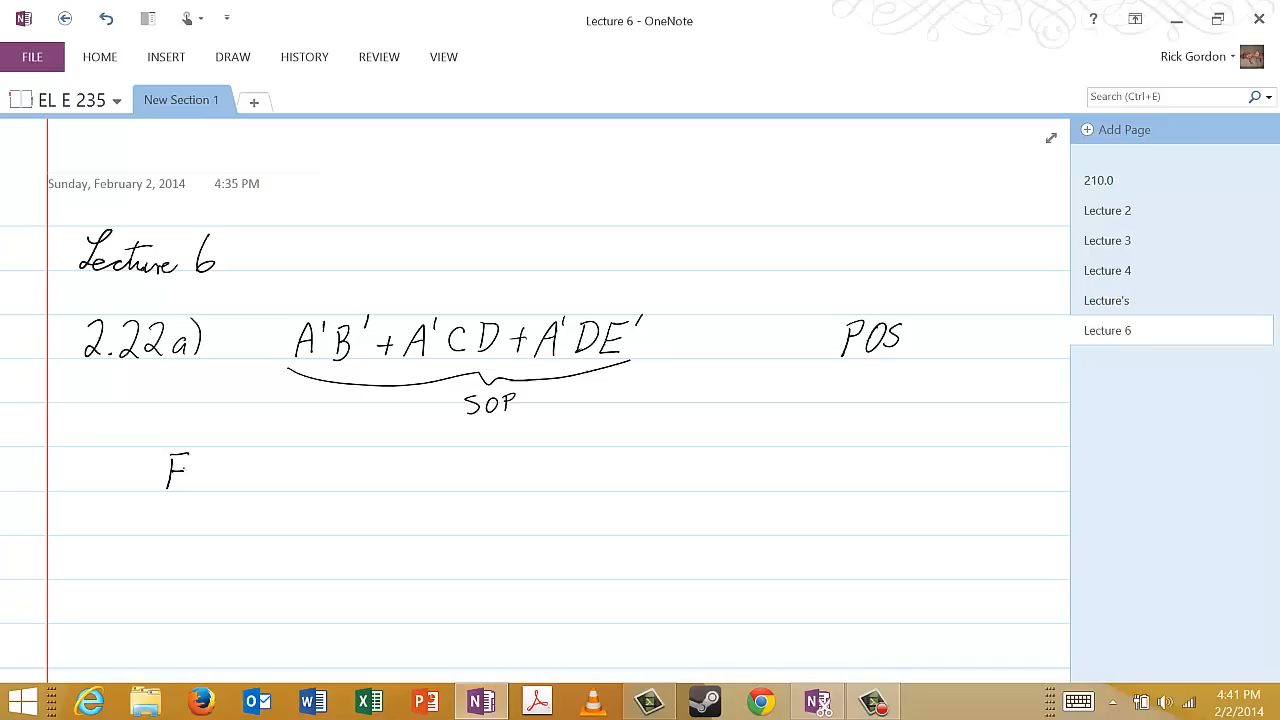 Lecture 6 - OneNote
?
FILE HOME INSERT DRAW HISTORY REVIEW VIEW
Rick Gordon
EL E 235 New Section 1 +
Search (Ctrl+E)
Add Page
Sunday, February 2, 2014 4:35 PM
210.0
Lecture 2
Lecture 3
Lecture 4
Lecture's
Lecture 6
Lecture 6
2.22a) A'B' + A'CD + A'DE' POS
SOP
F
4:41 PM
2/2/2014